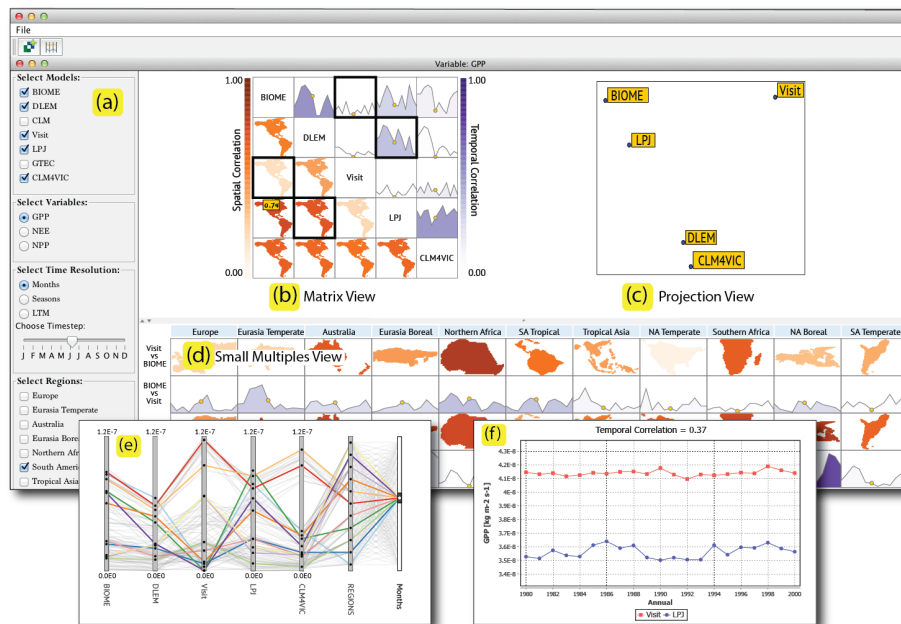 File
Variable: GPP
Select Models:
BIOME
DLEM
CLM
Visit
LPJ
GTEC
CLM4VIC
(a)
Select Variables:
GPP
NEE
NPP
Select Time Resolution:
Months
Seasons
LTM
Choose Timestep:
J F M A M J J A S O N D
Select Regions:
Europe
Eurasia Temperate
Australia
Eurasia Bore
Northern Afr
South Americ
Tropical Asia
1.00
Spatial Correlation
0.00
BIOME
DLEM
Visit
LPJ
CLM4VIC
0.74
1.00
Temporal Correlation
0.00
(b) Matrix View
BIOME
Visit
LPJ
DLEM
CLM4VIC
(c) Projection View
Europe Eurasia Temperate Australia Eurasia Boreal Northern Africa SA Tropical Tropical Asia NA Temperate Southern Africa NA Boreal SA Temperate
(d) Small Multiples View
Visit
vs
BIOME
BIOME
vs
Visit
(e)
1.2E-7 1.2E-7 1.2E-7 1.2E-7 1.2E-7
0.0E0 0.0E0 0.0E0 0.0E0 0.0E0
BIOME
DLEM
Visit
LPJ
CLM4VIC
REGIONS
Months
(f)
Temporal Correlation = 0.37
GPP [kg m-2 s-1]
4.3E-8
4.2E-8
4.1E-8
3.9E-8
3.8E-8
3.7E-8
3.6E-8
3.5E-8
3.4E-8
1980 1982 1984 1986 1988 1990 1992 1994 1996 1998 2000
Annual
Visit LPJ